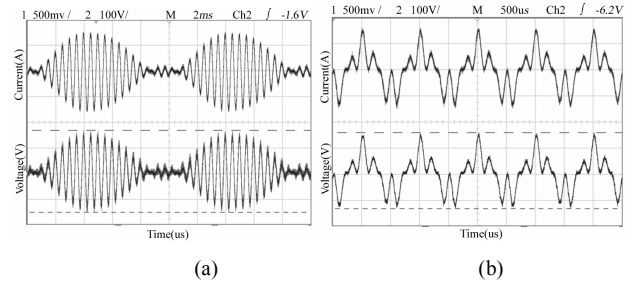 1 500mv / 2 100V/ M 2ms Ch2 ∫ -1.6V
Current(A)
Voltage(V)
Time(us)
(a)
1 500mv / 2 100V/ M 500us Ch2 ∫ -6.2V
Current(A)
Voltage(V)
Time(us)
(b)